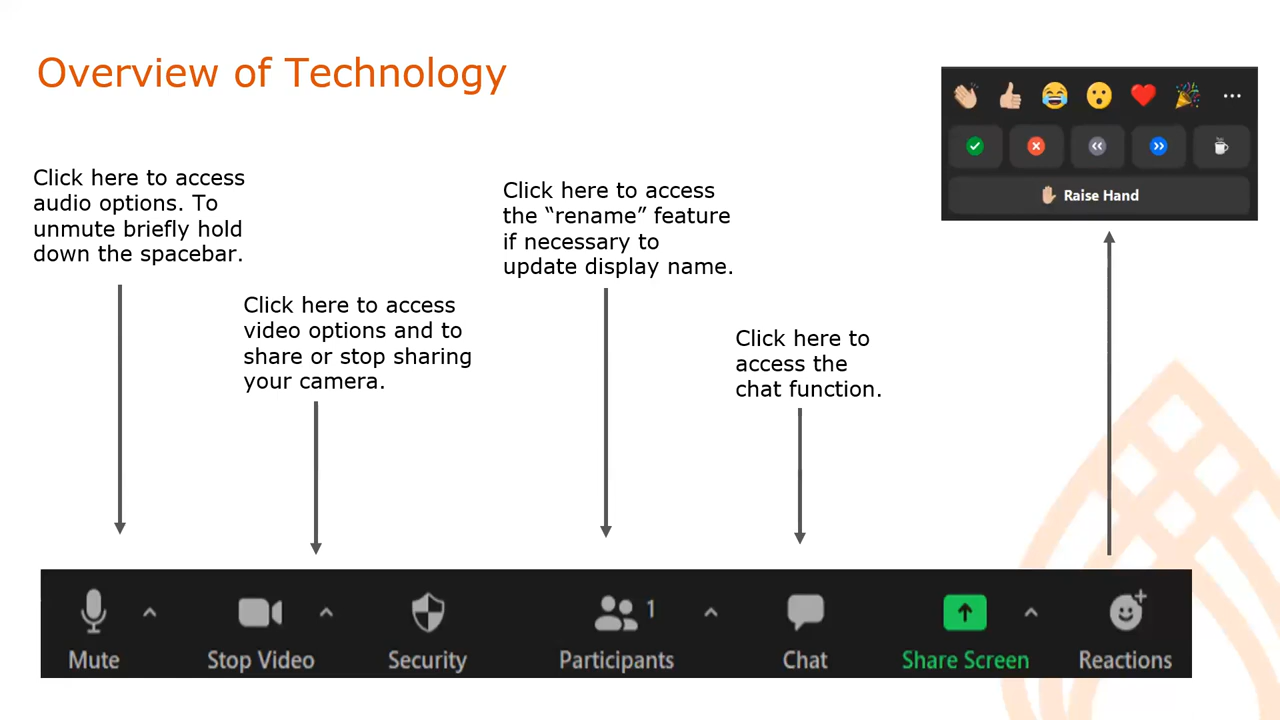 Overview of Technology
Click here to access
audio options. To
unmute briefly hold
down the spacebar.
Click here to access
video options and to
share or stop sharing
your camera.
Click here to access
the “rename” feature
if necessary to
update display name.
Click here to
access the
chat function.
Raise Hand
1
Mute
Stop Video
Security
Participants
Chat
Share Screen
Reactions